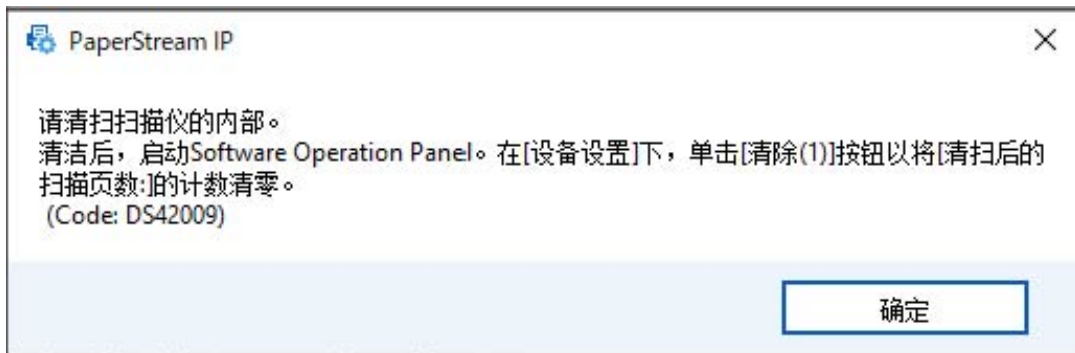 PaperStream IP
请清扫扫描仪的内部。
清洁后，启动Software Operation Panel。在[设备设置]下，单击[清除(1)]按钮以将[清扫后的
扫描页数:]的计数清零。
(Code: DS42009)
确定